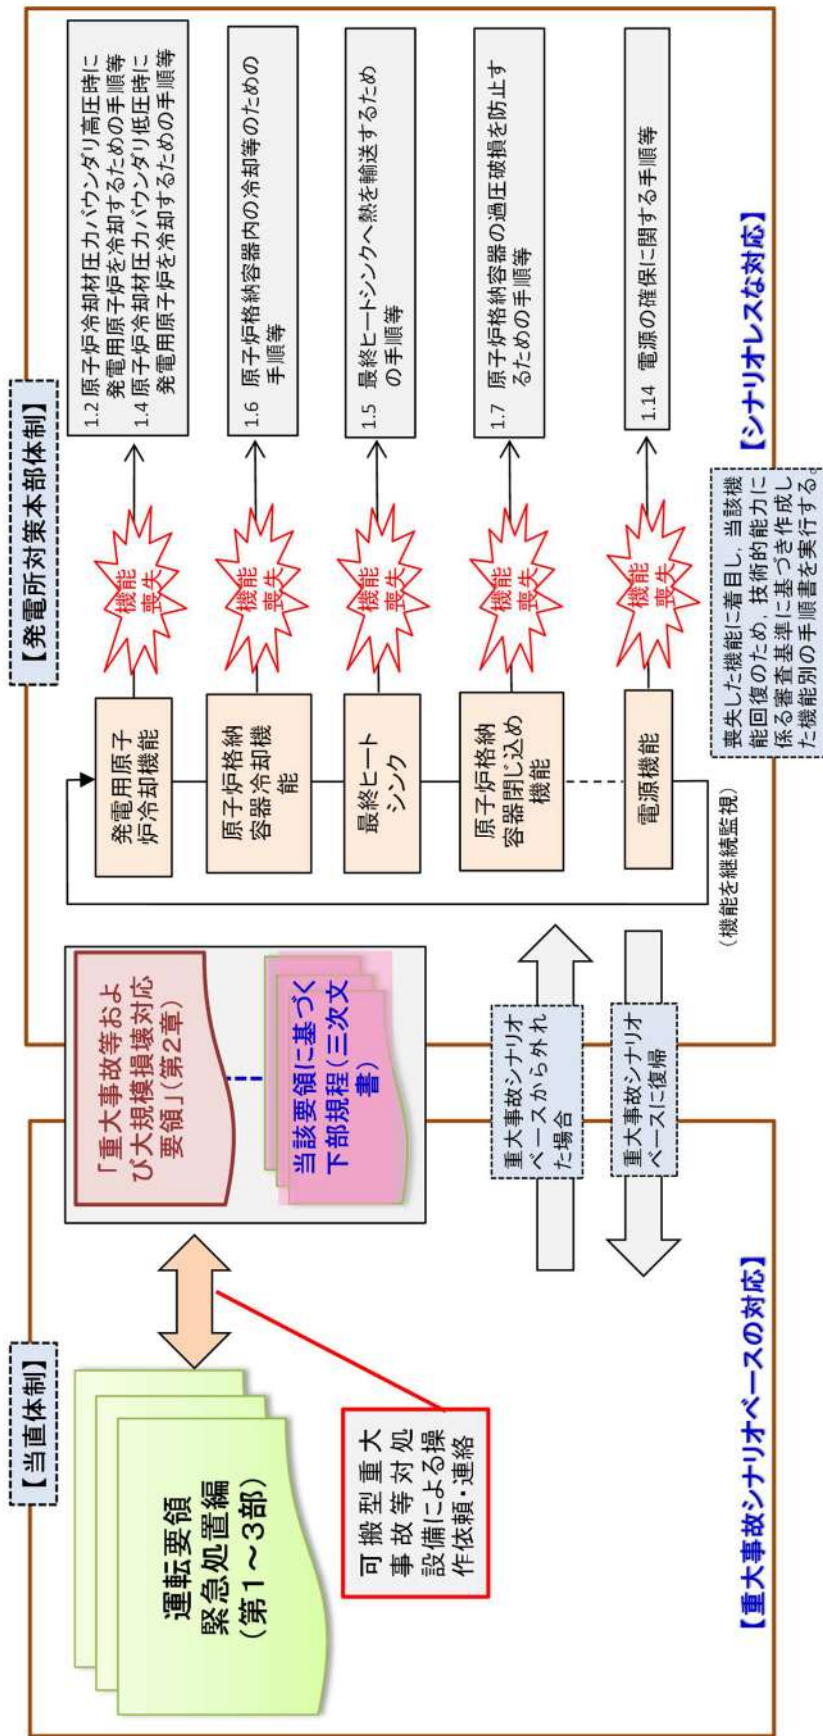 【当直体制】
運転要領
緊急処置編
(第1～3部)
可搬型重大
事故等対処
設備による操
作依頼・連絡
【重大事故シナリオベースの対応】
「重大事故等およ
び大規模損壊対応
要領」(第2章)
当該要領に基づく
下部規程(三次文
書)
重大事故シナリオ
ベースから外れ
た場合
重大事故シナリオ
ベースに復帰
【発電所対策本部体制】
発電用原子
炉冷却機能
機能
喪失
1.2 原子炉冷却材圧力バウンダリ高圧時に
発電用原子炉を冷却するための手順等
1.4 原子炉冷却材圧力バウンダリ低圧時に
発電用原子炉を冷却するための手順等
原子炉格納
容器冷却機
能
機能
喪失
1.6 原子炉格納容器内の冷却等のための
手順等
最終ヒート
シンク
機能
喪失
1.5 最終ヒートシンクへ熱を輸送するため
の手順等
原子炉格納
容器閉じ込め
機能
機能
喪失
1.7 原子炉格納容器の過圧破損を防止す
るための手順等
電源機能
機能
喪失
1.14 電源の確保に関する手順等
(機能を継続監視)
喪失した機能に着目し，当該機
能回復のため，技術的能力に
係る審査基準に基づき作成し
た機能別の手順書を実行する。
【シナリオレスな対応】